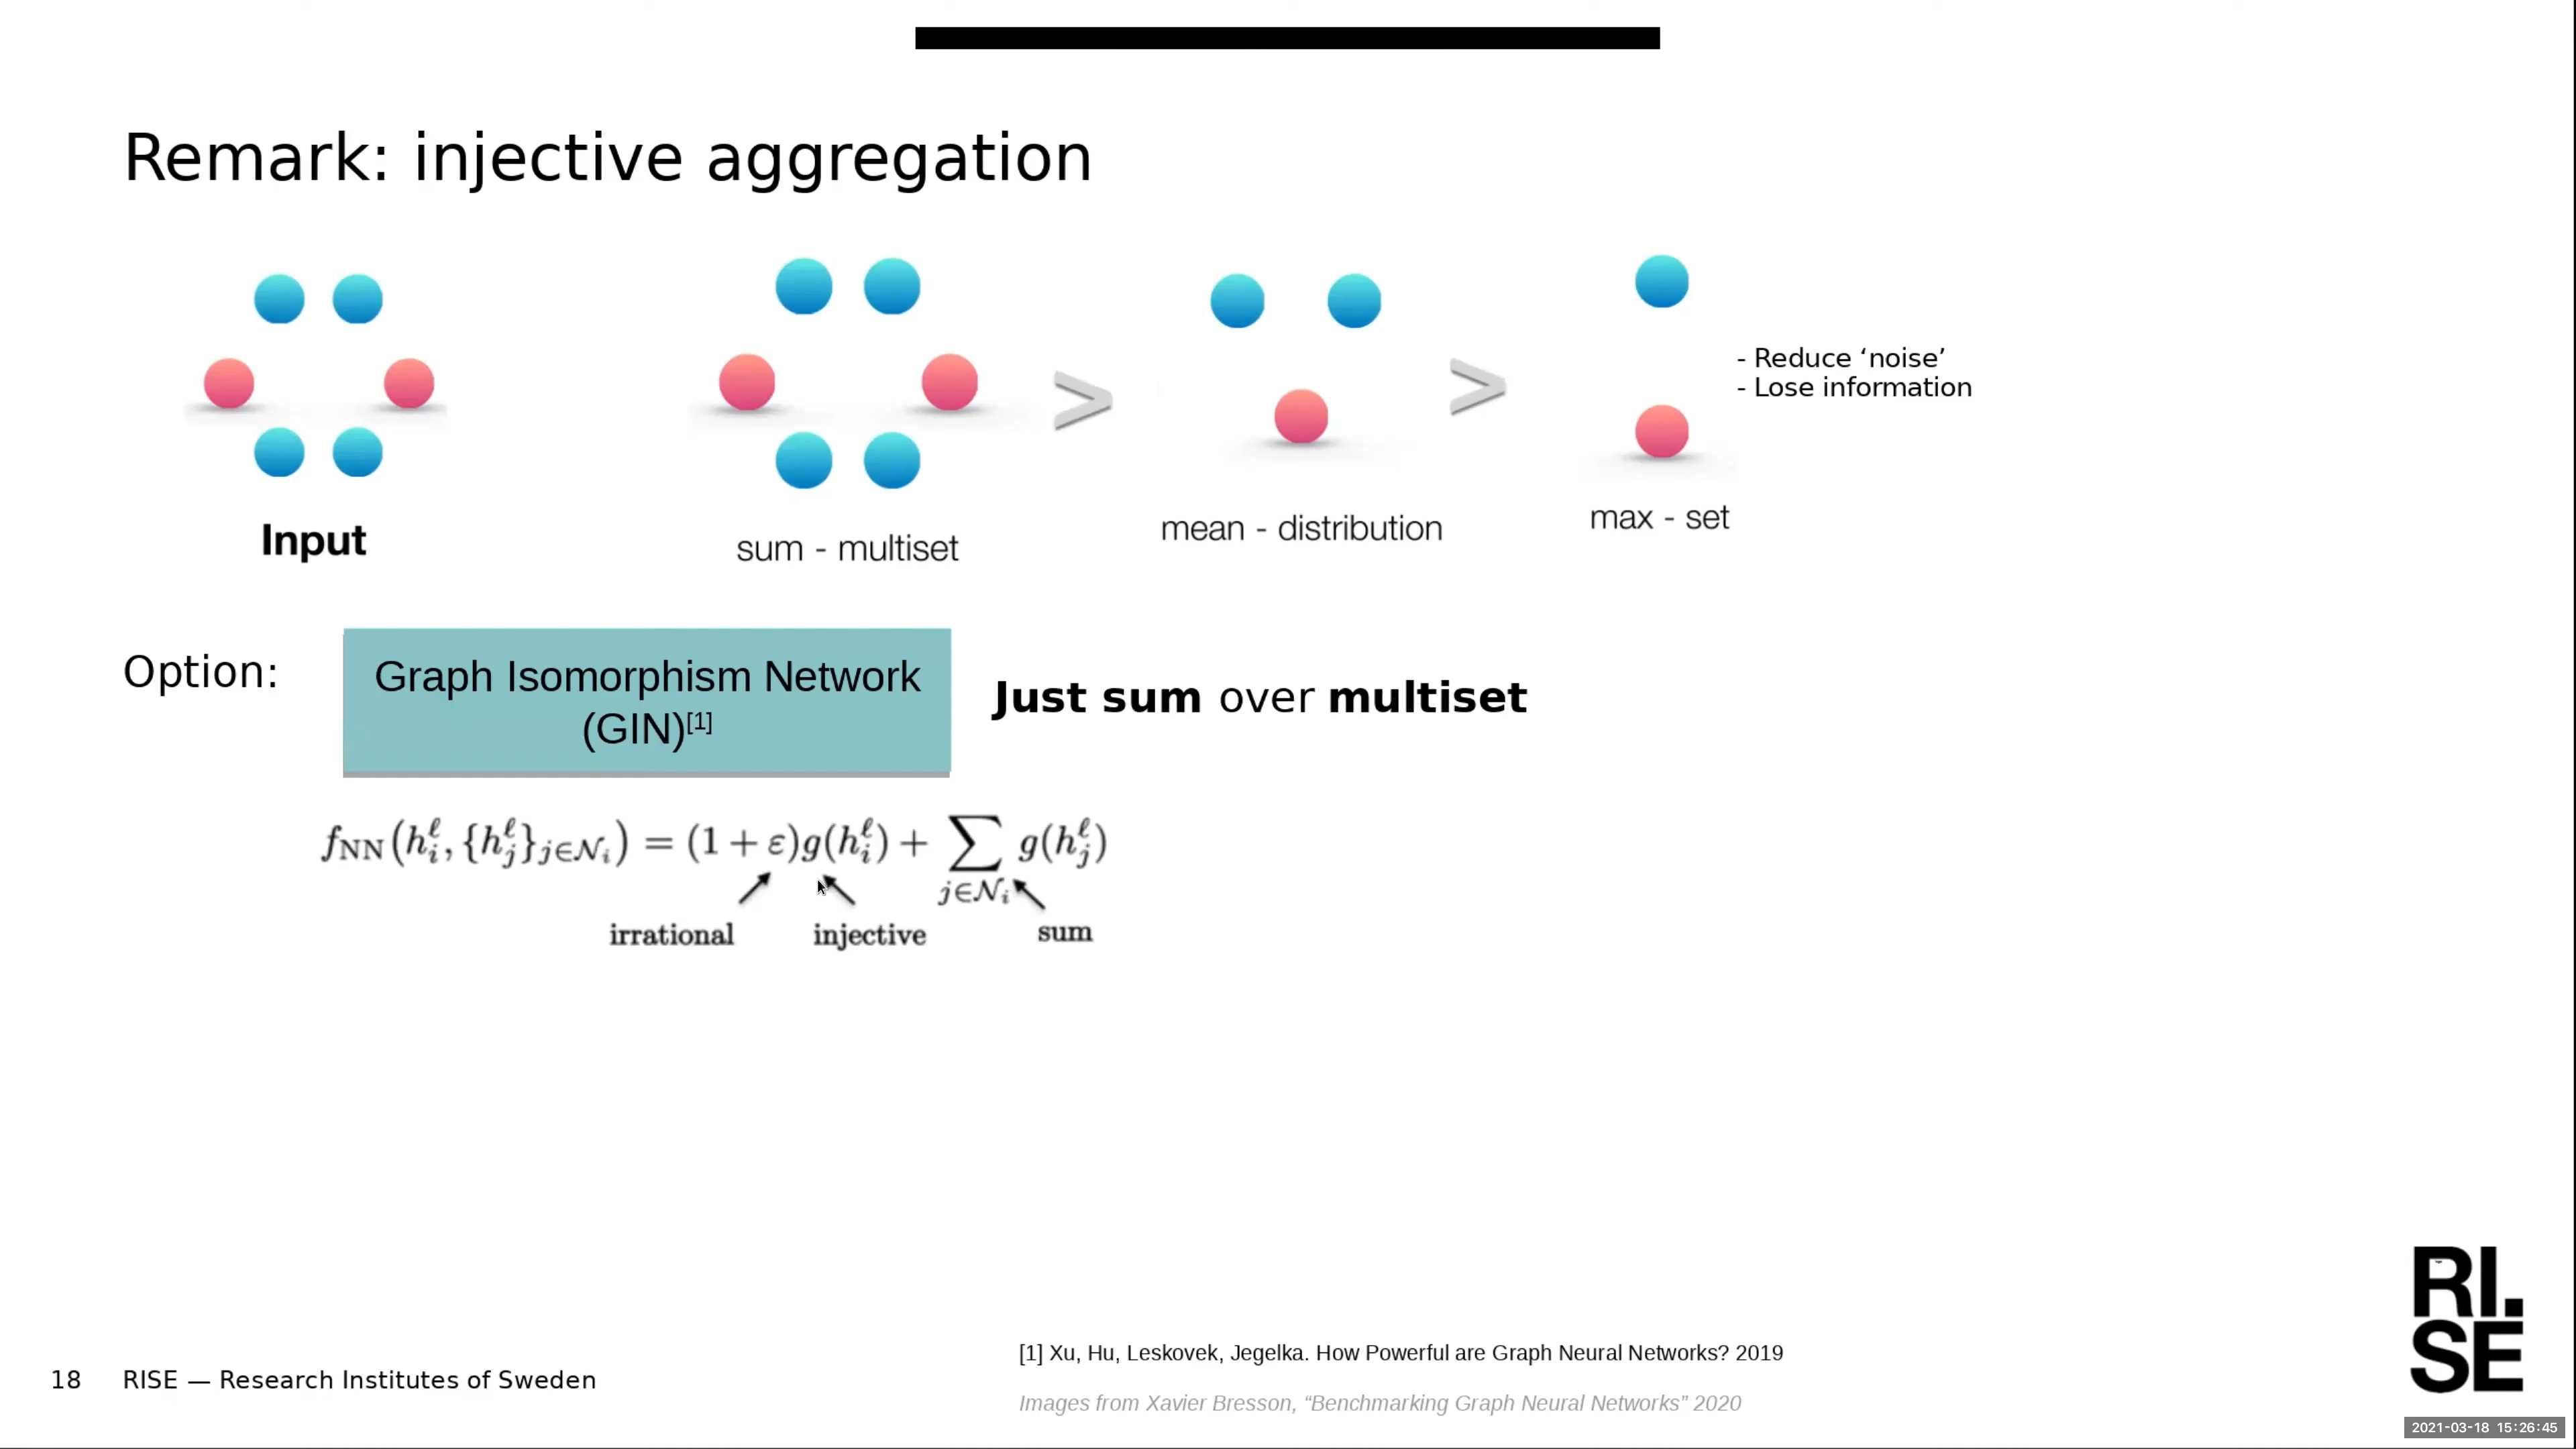 Remark: injective aggregation
Input
sum - multiset
>
mean - distribution
>
max - set
- Reduce ‘noise’
- Lose information
Option:
Graph Isomorphism Network
(GIN)[1]
Just sum over multiset
f_NN(h_i^ℓ, {h_j^ℓ}_{j∈𝒩_i}) = (1 + ε)g(h_i^ℓ) + ∑_{j∈𝒩_i} g(h_j^ℓ)
irrational
injective
sum
[1] Xu, Hu, Leskovek, Jegelka. How Powerful are Graph Neural Networks? 2019
Images from Xavier Bresson, “Benchmarking Graph Neural Networks” 2020
18 RISE — Research Institutes of Sweden
RI.
SE
2021-03-18 15:26:45